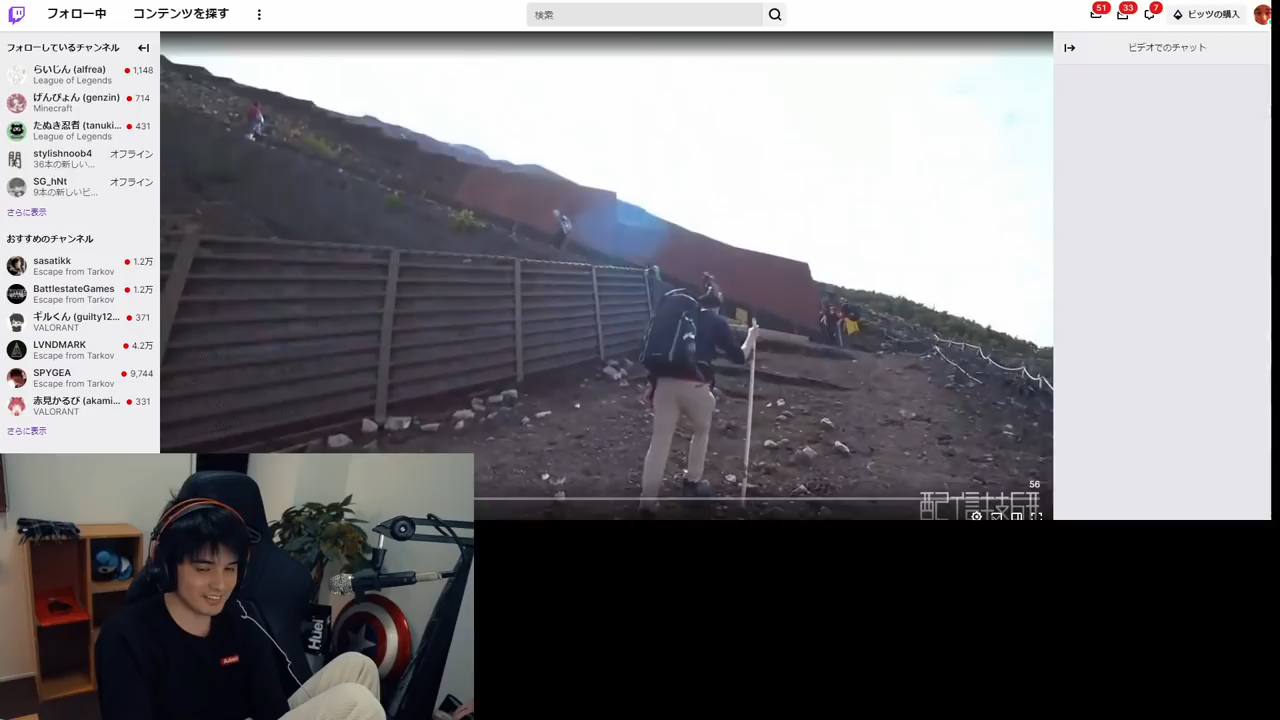 フォロー中
コンテンツを探す
検索
51
33
7
ビッツの購入
フォローしているチャンネル
ビデオでのチャット
らいじん (alfrea)
1,148
League of Legends
げんぴょん (genzin)
714
Minecraft
たぬき忍者 (tanuki...
431
League of Legends
stylishnoob4
オフライン
36本の新しい...
SG_hNt
オフライン
9本の新しいビ...
さらに表示
おすすめのチャンネル
sasatikk
1.2万
Escape from Tarkov
BattlestateGames
1.2万
Escape from Tarkov
ギルくん (guilty12...
371
VALORANT
LVNDMARK
4.2万
Escape from Tarkov
SPYGEA
9,744
Escape from Tarkov
赤見かるび (akami...
331
VALORANT
さらに表示
56
配信技研
Huel